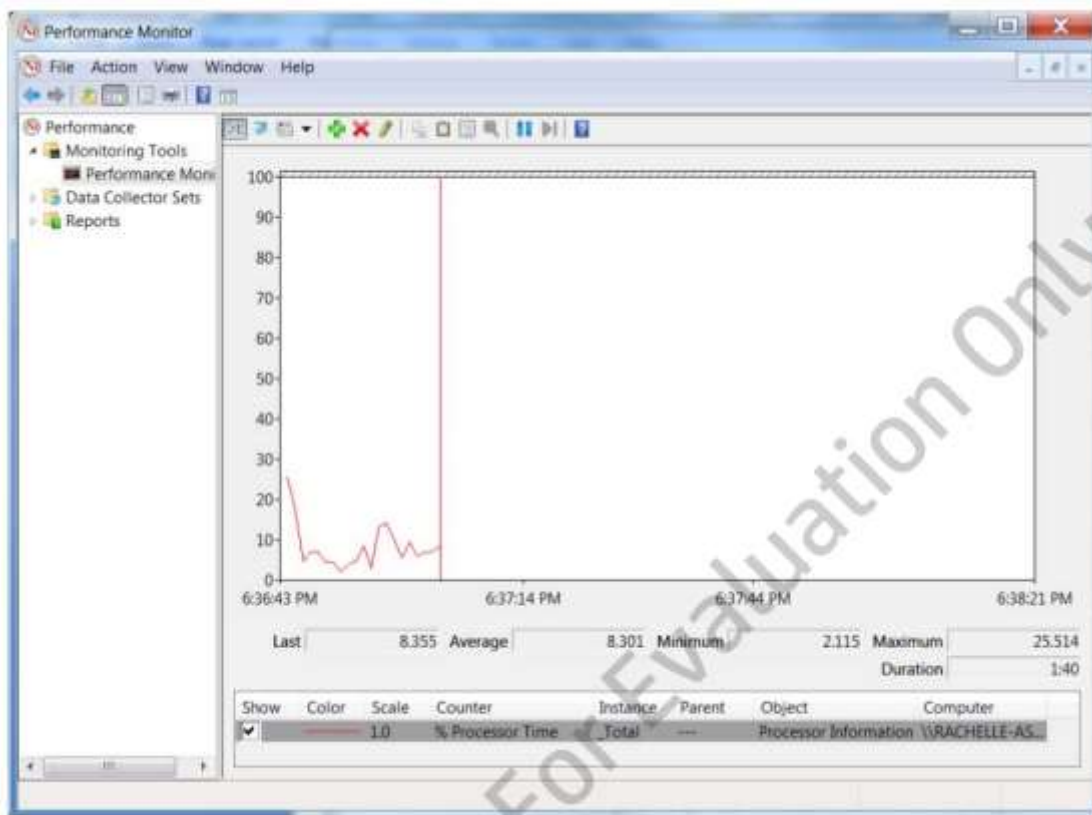 Performance Monitor
File Action View Window Help
Performance
Monitoring Tools
Performance Moni
Data Collector Sets
Reports
100
90
80
70
60
50
40
30
20
10
0
6:36:43 PM 6:37:14 PM 6:37:44 PM 6:38:21 PM
Last 8.355 Average 8.301 Minimum 2.115 Maximum 25.514
Duration 1:40
Show Color Scale Counter Instance Parent Object Computer
1.0 % Processor Time _Total --- Processor Information \\RACHELLE-AS...
For Evaluation Only